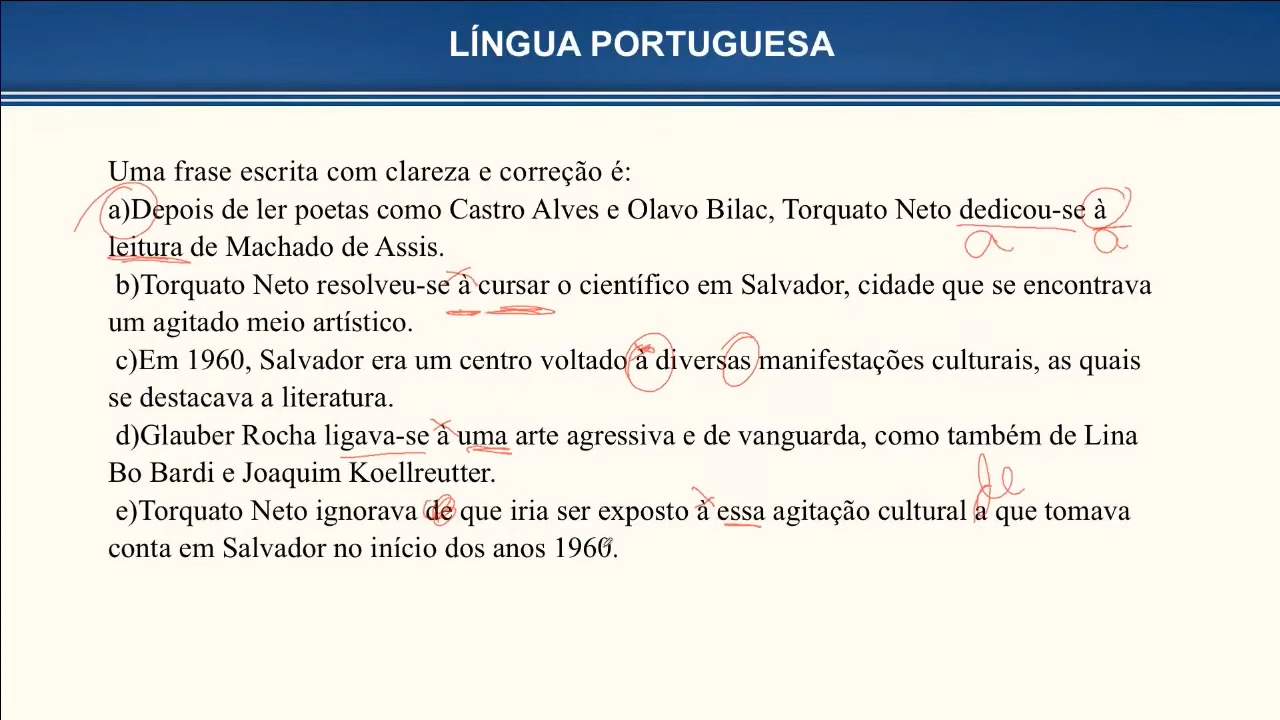 LÍNGUA PORTUGUESA
Uma frase escrita com clareza e correção é:
a)Depois de ler poetas como Castro Alves e Olavo Bilac, Torquato Neto dedicou-se à
a a
leitura de Machado de Assis.
b)Torquato Neto resolveu-se à cursar o científico em Salvador, cidade que se encontrava
um agitado meio artístico.
c)Em 1960, Salvador era um centro voltado à diversas manifestações culturais, as quais
se destacava a literatura.
d)Glauber Rocha ligava-se à uma arte agressiva e de vanguarda, como também de Lina
Bo Bardi e Joaquim Koellreutter.
de
e)Torquato Neto ignorava de que iria ser exposto à essa agitação cultural a que tomava
conta em Salvador no início dos anos 1960.